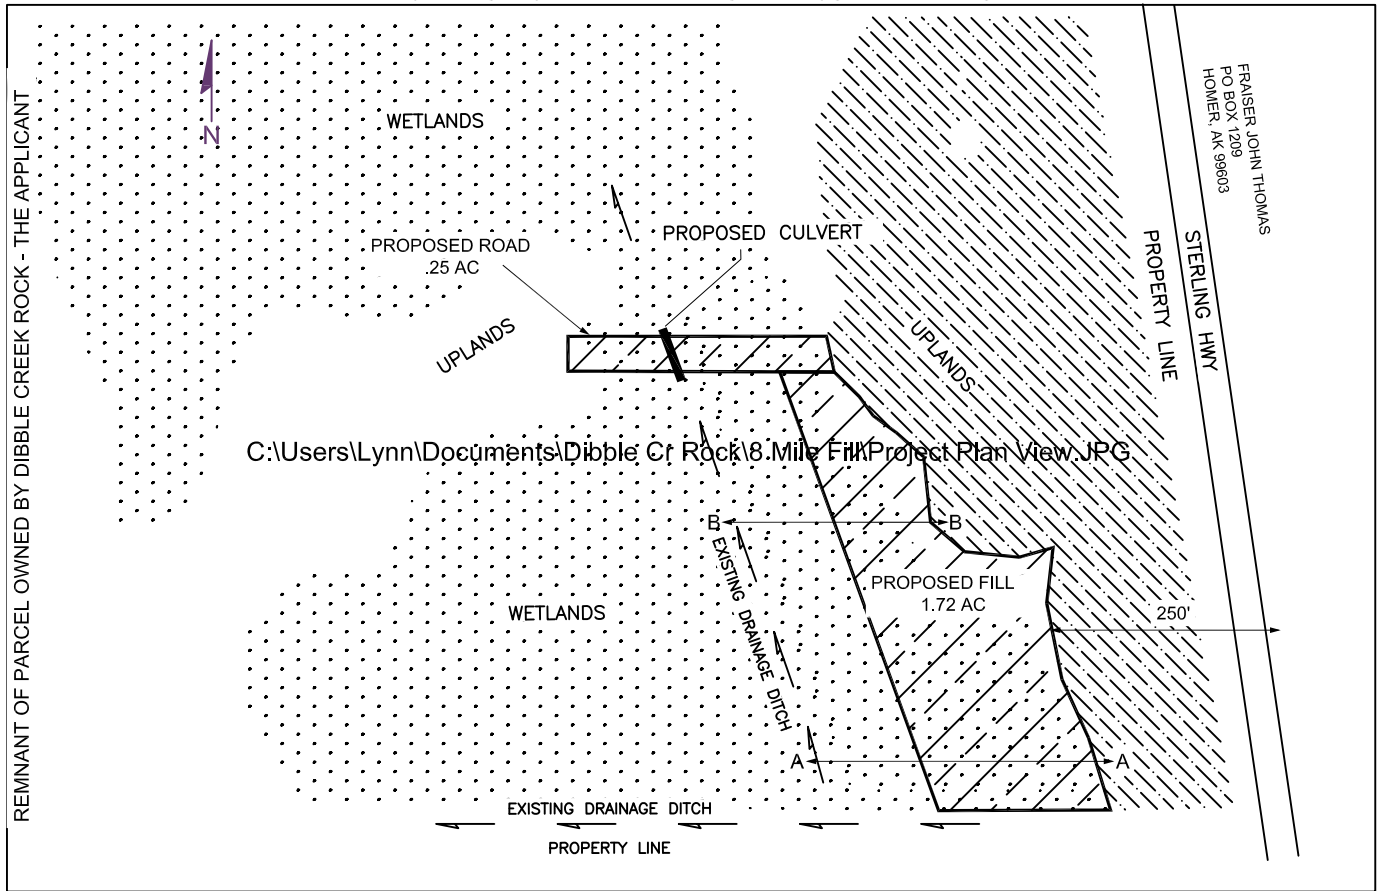 REMNANT OF PARCEL OWNED BY DIBBLE CREEK ROCK - THE APPLICANT
N
WETLANDS
FRAISER JOHN THOMAS
PO BOX 1209
HOMER, AK 99603
PROPOSED ROAD
.25 AC
PROPOSED CULVERT
STERLING HWY
PROPERTY LINE
UPLANDS
UPLANDS
C:\Users\Lynn\Documents\Dibble Cr Rock\8 Mile Fill\Project Plan View.JPG
B
B
EXISTING DRAINAGE DITCH
PROPOSED FILL
1.72 AC
WETLANDS
250'
A
A
EXISTING DRAINAGE DITCH
PROPERTY LINE